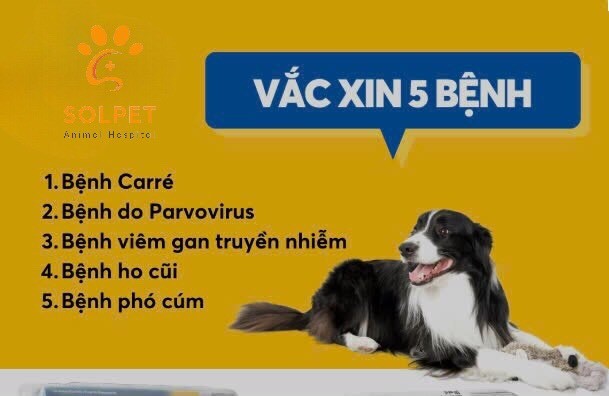 SOLPET
Animal Hospital
VẮC XIN 5 BỆNH
1. Bệnh Carré
2. Bệnh do Parvovirus
3. Bệnh viêm gan truyền nhiễm
4. Bệnh ho cũi
5. Bệnh phó cúm